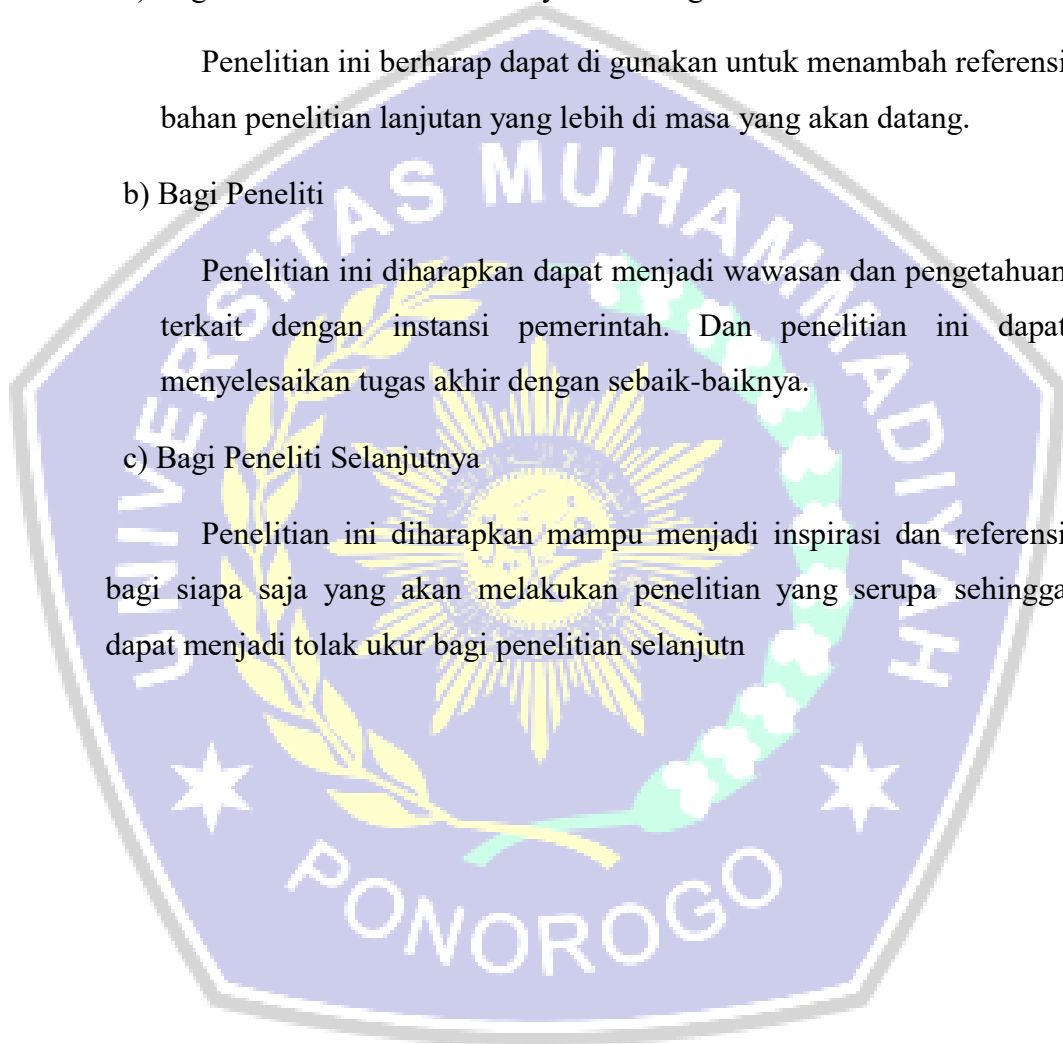 Penelitian ini berharap dapat di gunakan untuk menambah referensi
bahan penelitian lanjutan yang lebih di masa yang akan datang.
b) Bagi Peneliti
Penelitian ini diharapkan dapat menjadi wawasan dan pengetahuan
terkait dengan instansi pemerintah. Dan penelitian ini dapat
menyelesaikan tugas akhir dengan sebaik-baiknya.
c) Bagi Peneliti Selanjutnya
Penelitian ini diharapkan mampu menjadi inspirasi dan referensi
bagi siapa saja yang akan melakukan penelitian yang serupa sehingga
dapat menjadi tolak ukur bagi penelitian selanjutn
UNIVERSITAS MUHAMMADIYAH
PONOROGO